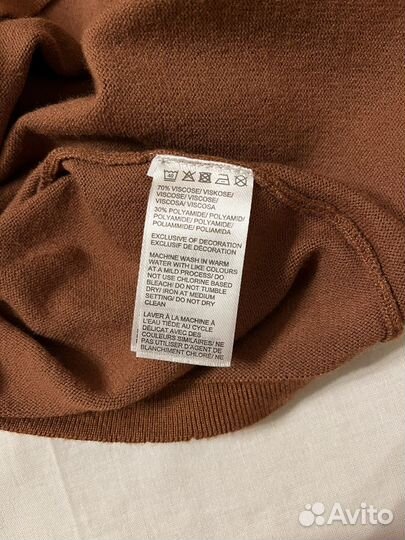 40
70% VISCOSE/ VISKOSE/
VISCOSE/ VISCOSE/
VISCOSA/ VISCOSA
30% POLYAMIDE/ POLYAMID/
POLYAMIDE/ POLYAMIDE/
POLIAMMIDE/ POLIAMIDA
EXCLUSIVE OF DECORATION
EXCLUSIF DE DÉCORATION
MACHINE WASH IN WARM
WATER WITH LIKE COLOURS
AT A MILD PROCESS/ DO
NOT USE CHLORINE BASED
BLEACH/ DO NOT TUMBLE
DRY/ IRON AT MEDIUM
SETTING/ DO NOT DRY
CLEAN
LAVER À LA MACHINE À
L'EAU TIÈDE AU CYCLE
DÉLICAT AVEC DES
COULEURS SIMILAIRES/ NE
PAS UTILISER D'AGENT DE
BLANCHIMENT CHLORÉ/ NE
Avito